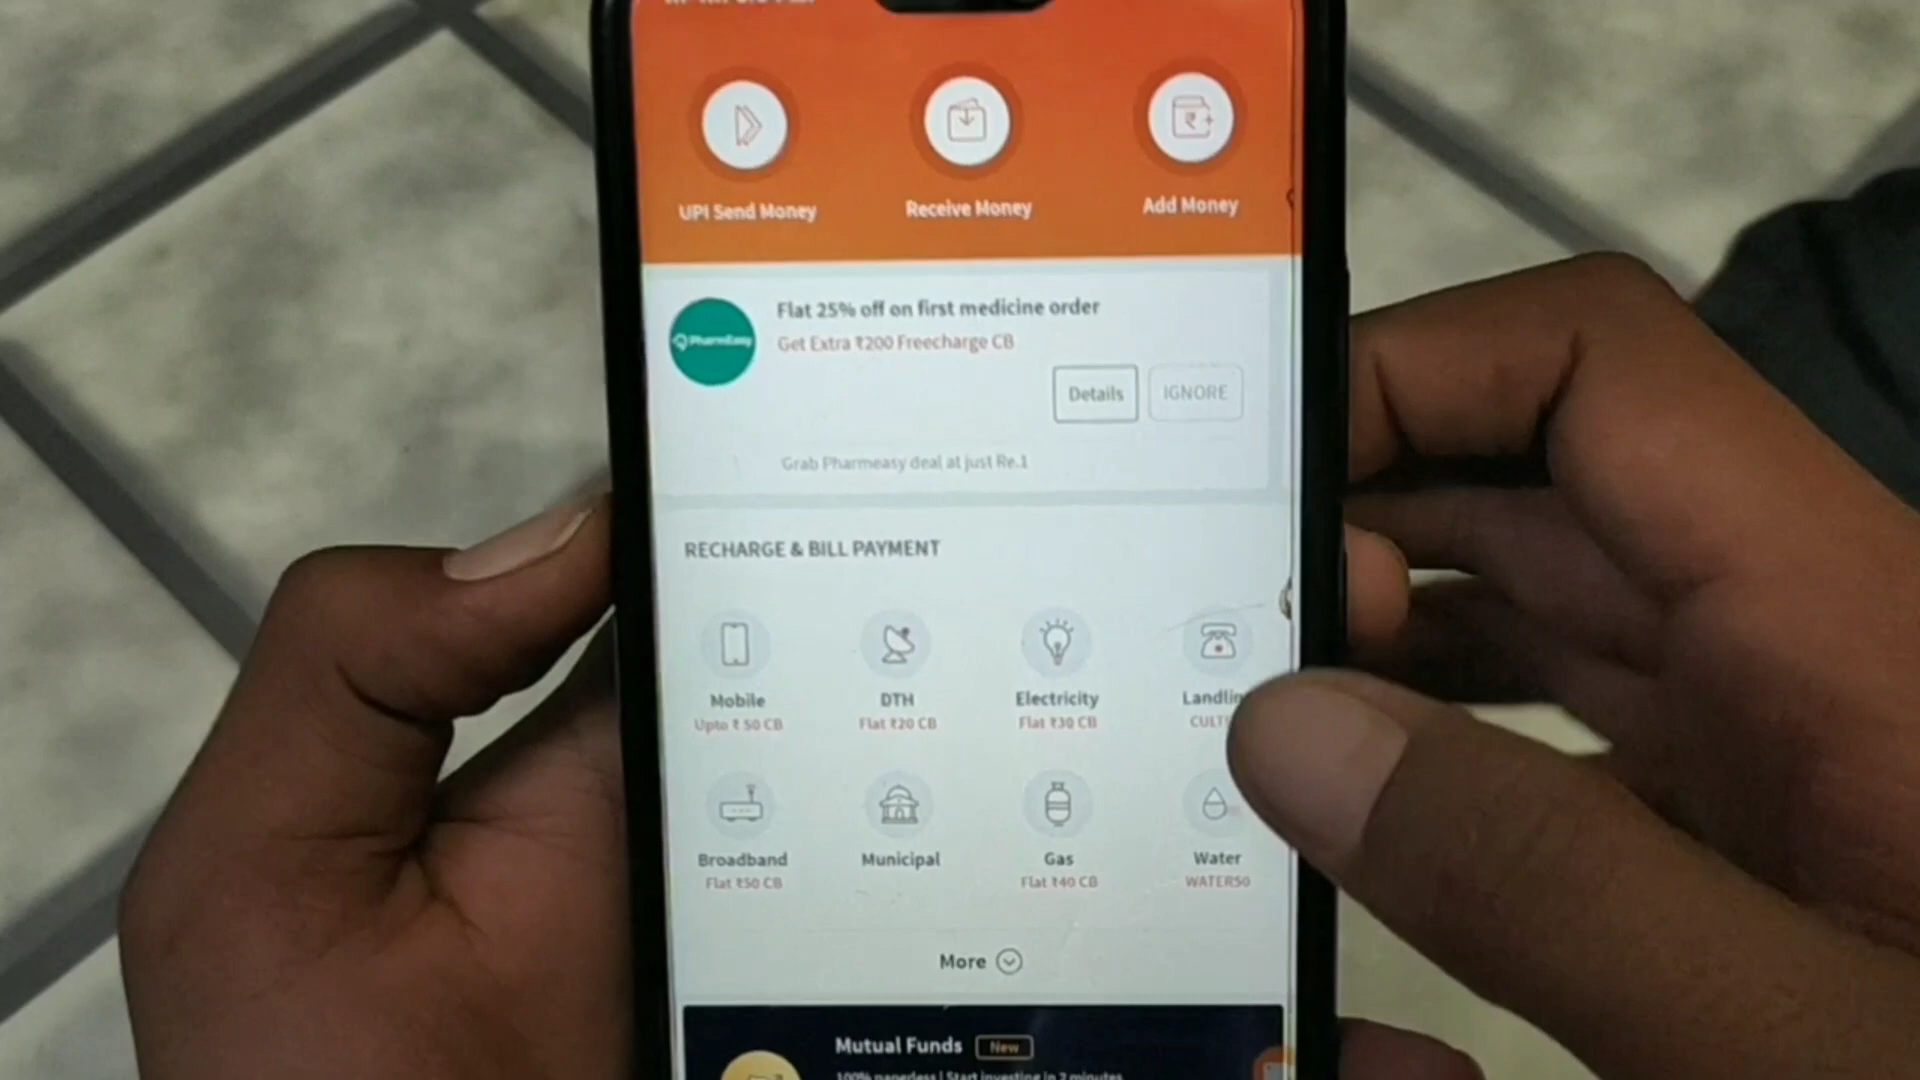 UPI Send Money
Receive Money
Add Money
PharmEasy
Flat 25% off on first medicine order
Get Extra ₹200 Freecharge CB
Details
IGNORE
Grab Pharmeasy deal at just Re.1
RECHARGE & BILL PAYMENT
Mobile
DTH
Electricity
Landlin
Upto ₹ 50 CB
Flat ₹20 CB
Flat ₹30 CB
CULT
Broadband
Municipal
Gas
Water
Flat ₹50 CB
Flat ₹40 CB
WATER50
More
Mutual Funds New
100% paperless | Start investing in 2 minutes